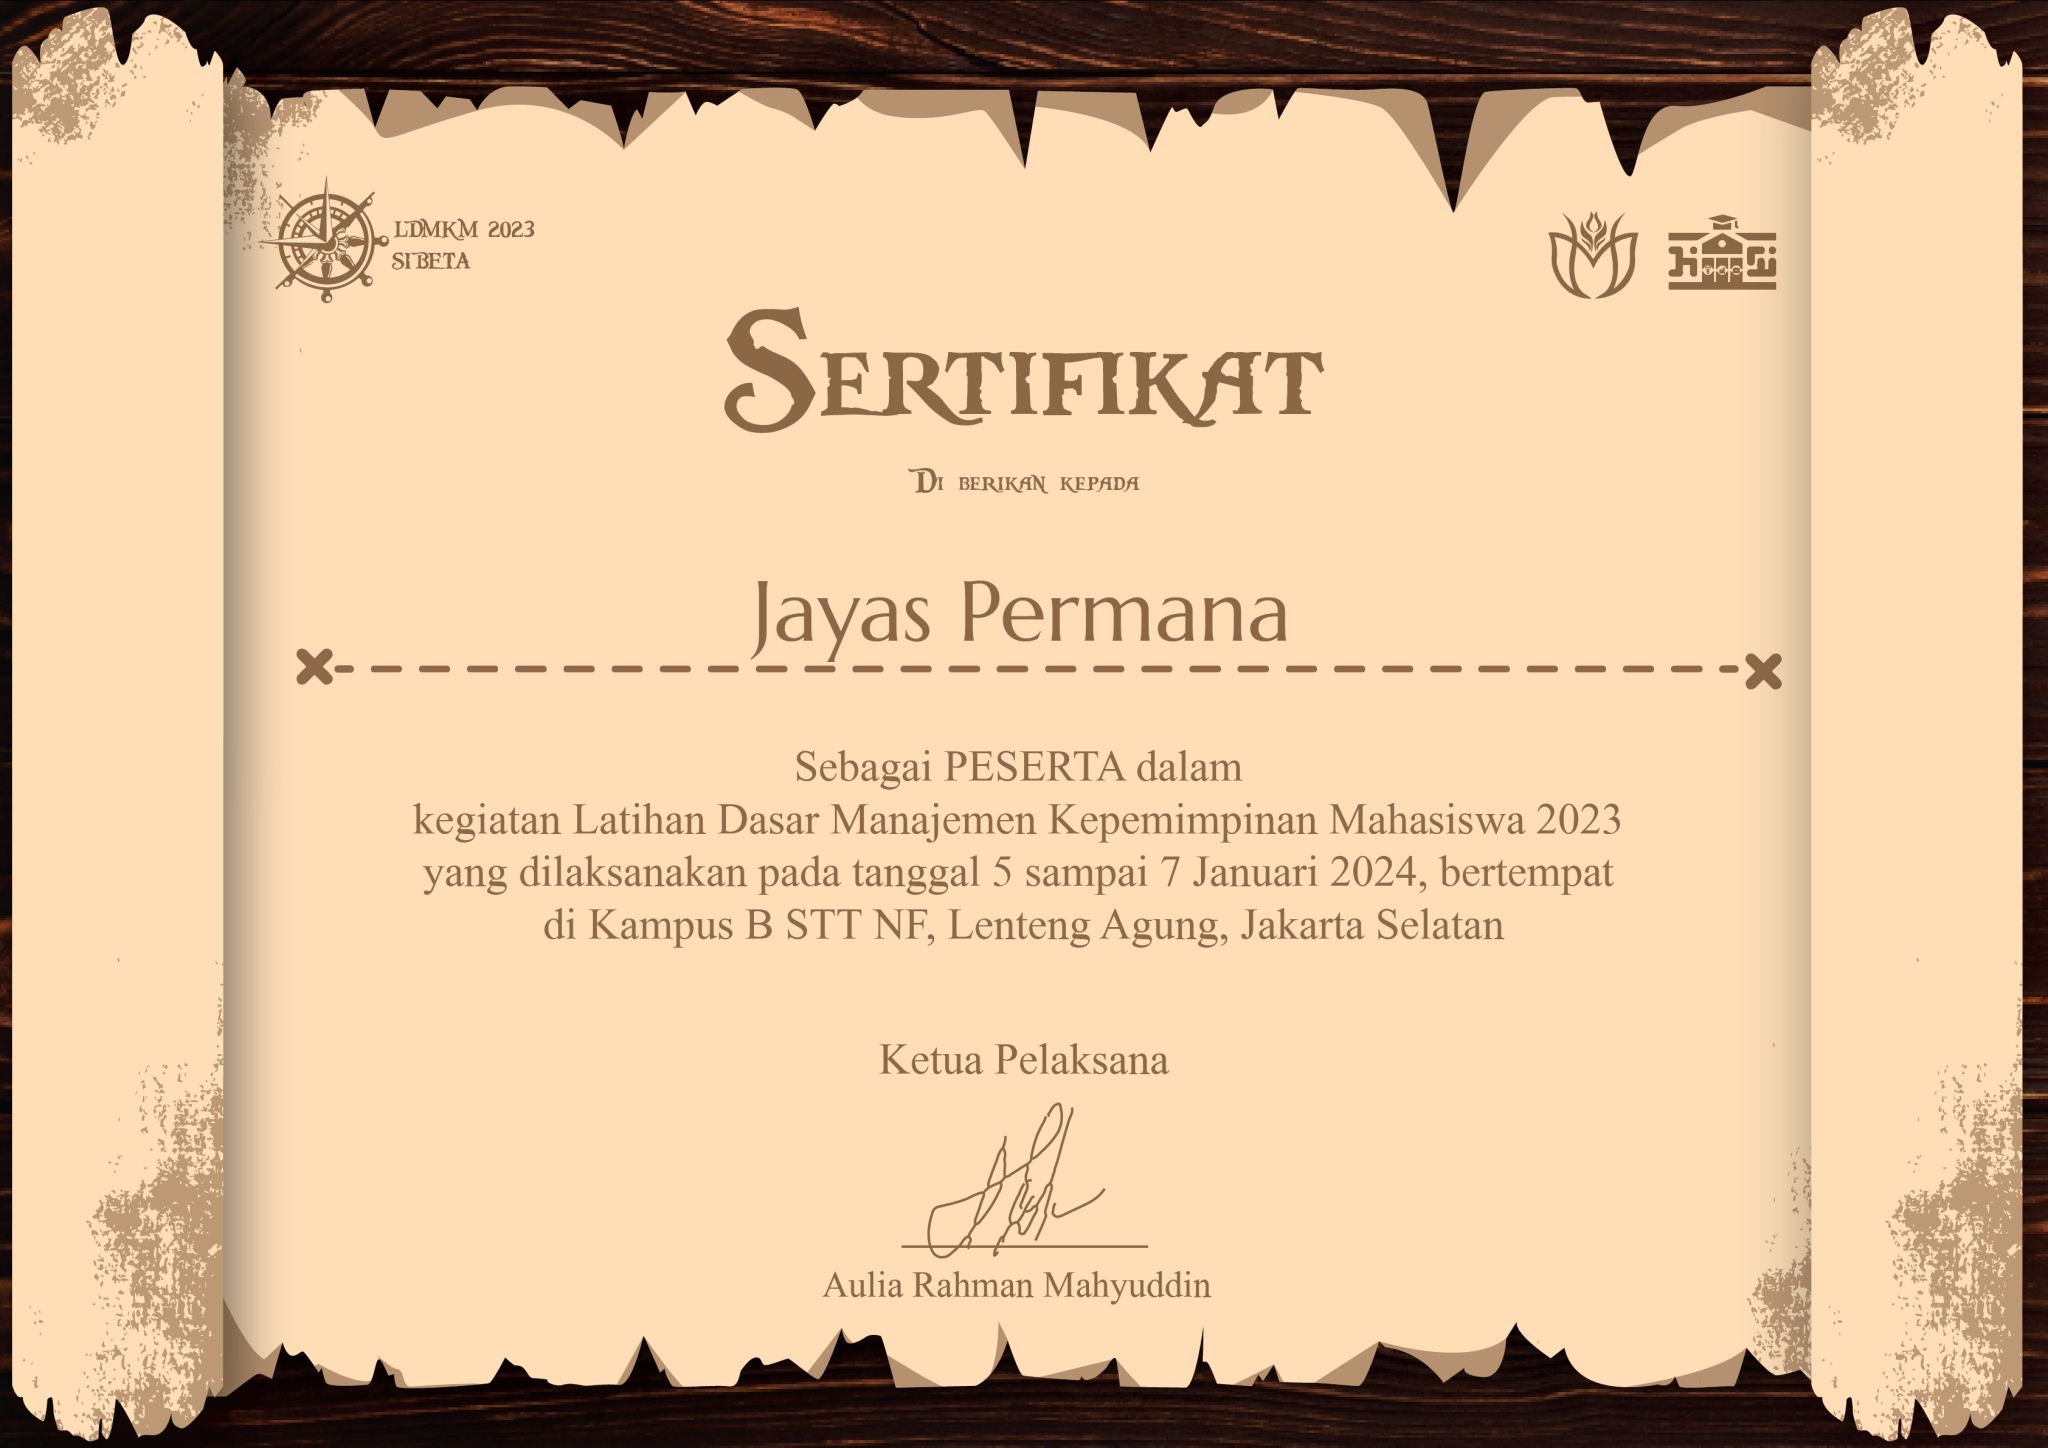 LDMKM 2023
SIBETA
SERTIFIKAT
DI BERIKAN KEPADA
Jayas Permana
Sebagai PESERTA dalam
kegiatan Latihan Dasar Manajemen Kepemimpinan Mahasiswa 2023
yang dilaksanakan pada tanggal 5 sampai 7 Januari 2024, bertempat
di Kampus B STT NF, Lenteng Agung, Jakarta Selatan
Ketua Pelaksana
Aulia Rahman Mahyuddin